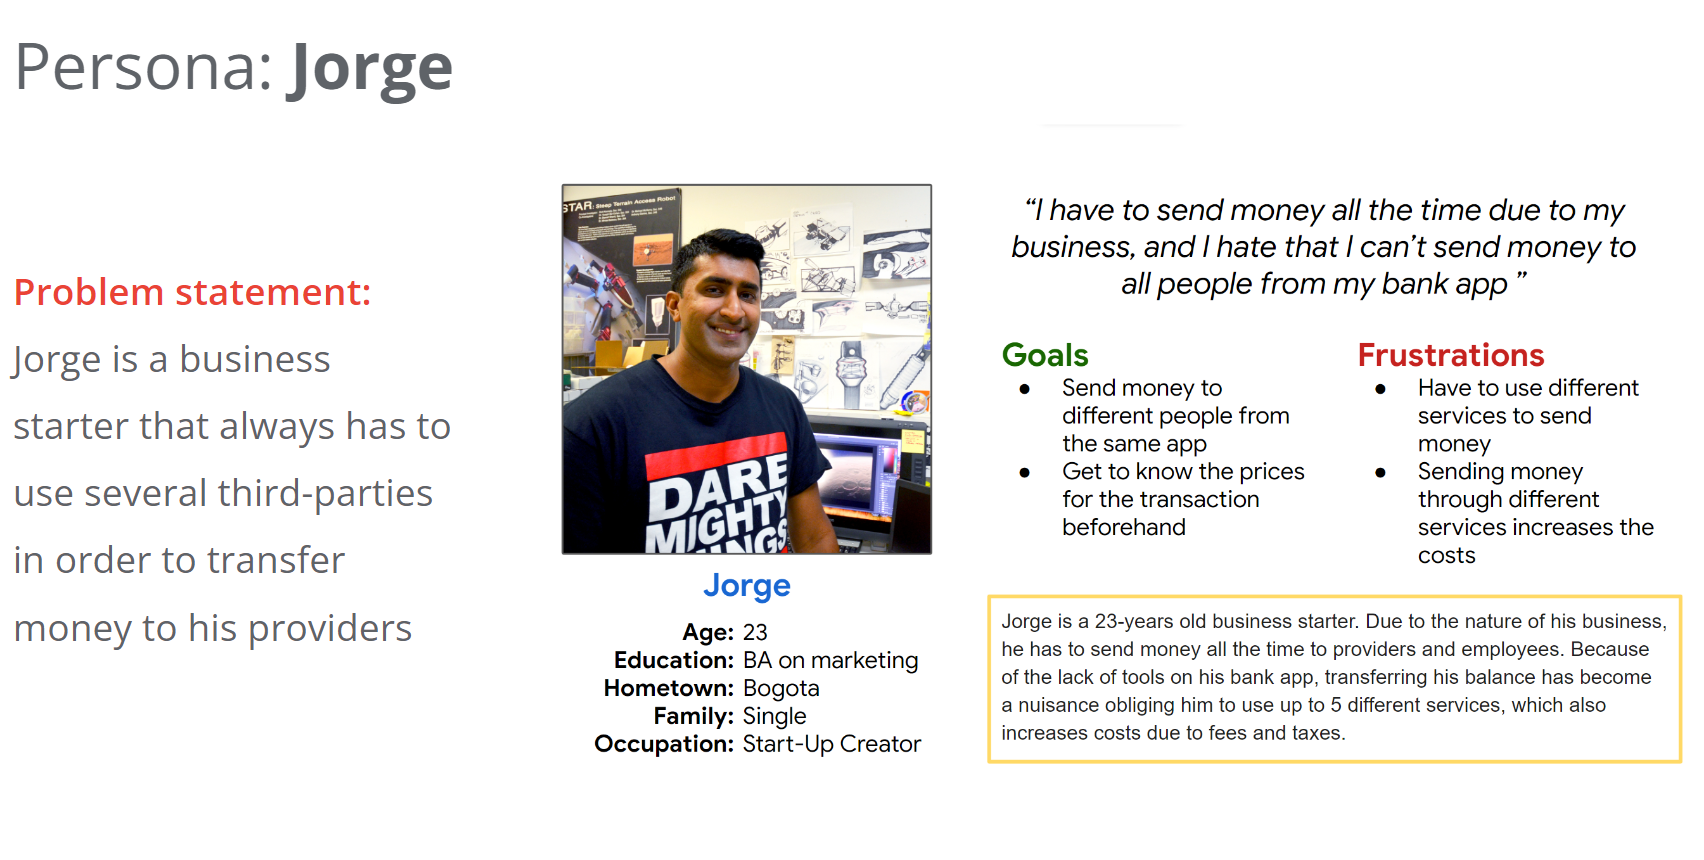 Persona: Jorge
Problem statement:
Jorge is a business
starter that always has to
use several third-parties
in order to transfer
money to his providers
STAR: Steep Terrain Access Robot
DARE
MIGHTY
Jorge
Age: 23
Education: BA on marketing
Hometown: Bogota
Family: Single
Occupation: Start-Up Creator
“I have to send money all the time due to my
business, and I hate that I can’t send money to
all people from my bank app ”
Goals
● Send money to
different people from
the same app
● Get to know the prices
for the transaction
beforehand
Frustrations
● Have to use different
services to send
money
● Sending money
through different
services increases the
costs
Jorge is a 23-years old business starter. Due to the nature of his business,
he has to send money all the time to providers and employees. Because
of the lack of tools on his bank app, transferring his balance has become
a nuisance obliging him to use up to 5 different services, which also
increases costs due to fees and taxes.